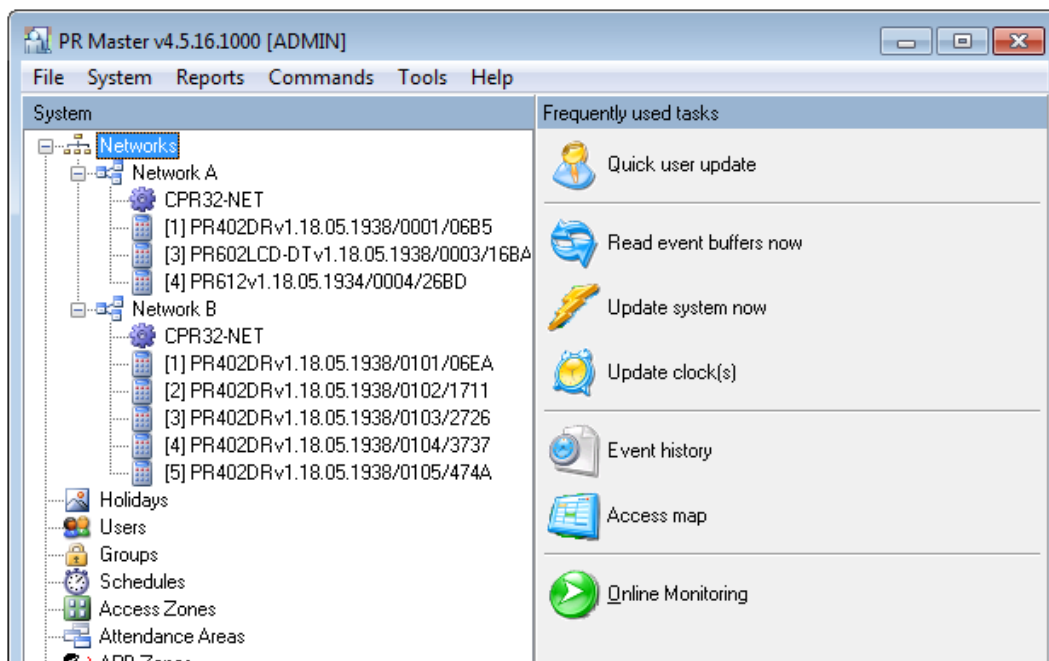 PR Master v4.5.16.1000 [ADMIN]
File System Reports Commands Tools Help
System
Networks
Network A
CPR32-NET
[1] PR402DRv1.18.05.1938/0001/06B5
[3] PR602LCD-DTv1.18.05.1938/0003/16BA
[4] PR612v1.18.05.1934/0004/26BD
Network B
CPR32-NET
[1] PR402DRv1.18.05.1938/0101/06EA
[2] PR402DRv1.18.05.1938/0102/1711
[3] PR402DRv1.18.05.1938/0103/2726
[4] PR402DRv1.18.05.1938/0104/3737
[5] PR402DRv1.18.05.1938/0105/474A
Holidays
Users
Groups
Schedules
Access Zones
Attendance Areas
APB Zones
Frequently used tasks
Quick user update
Read event buffers now
Update system now
Update clock(s)
Event history
Access map
Online Monitoring